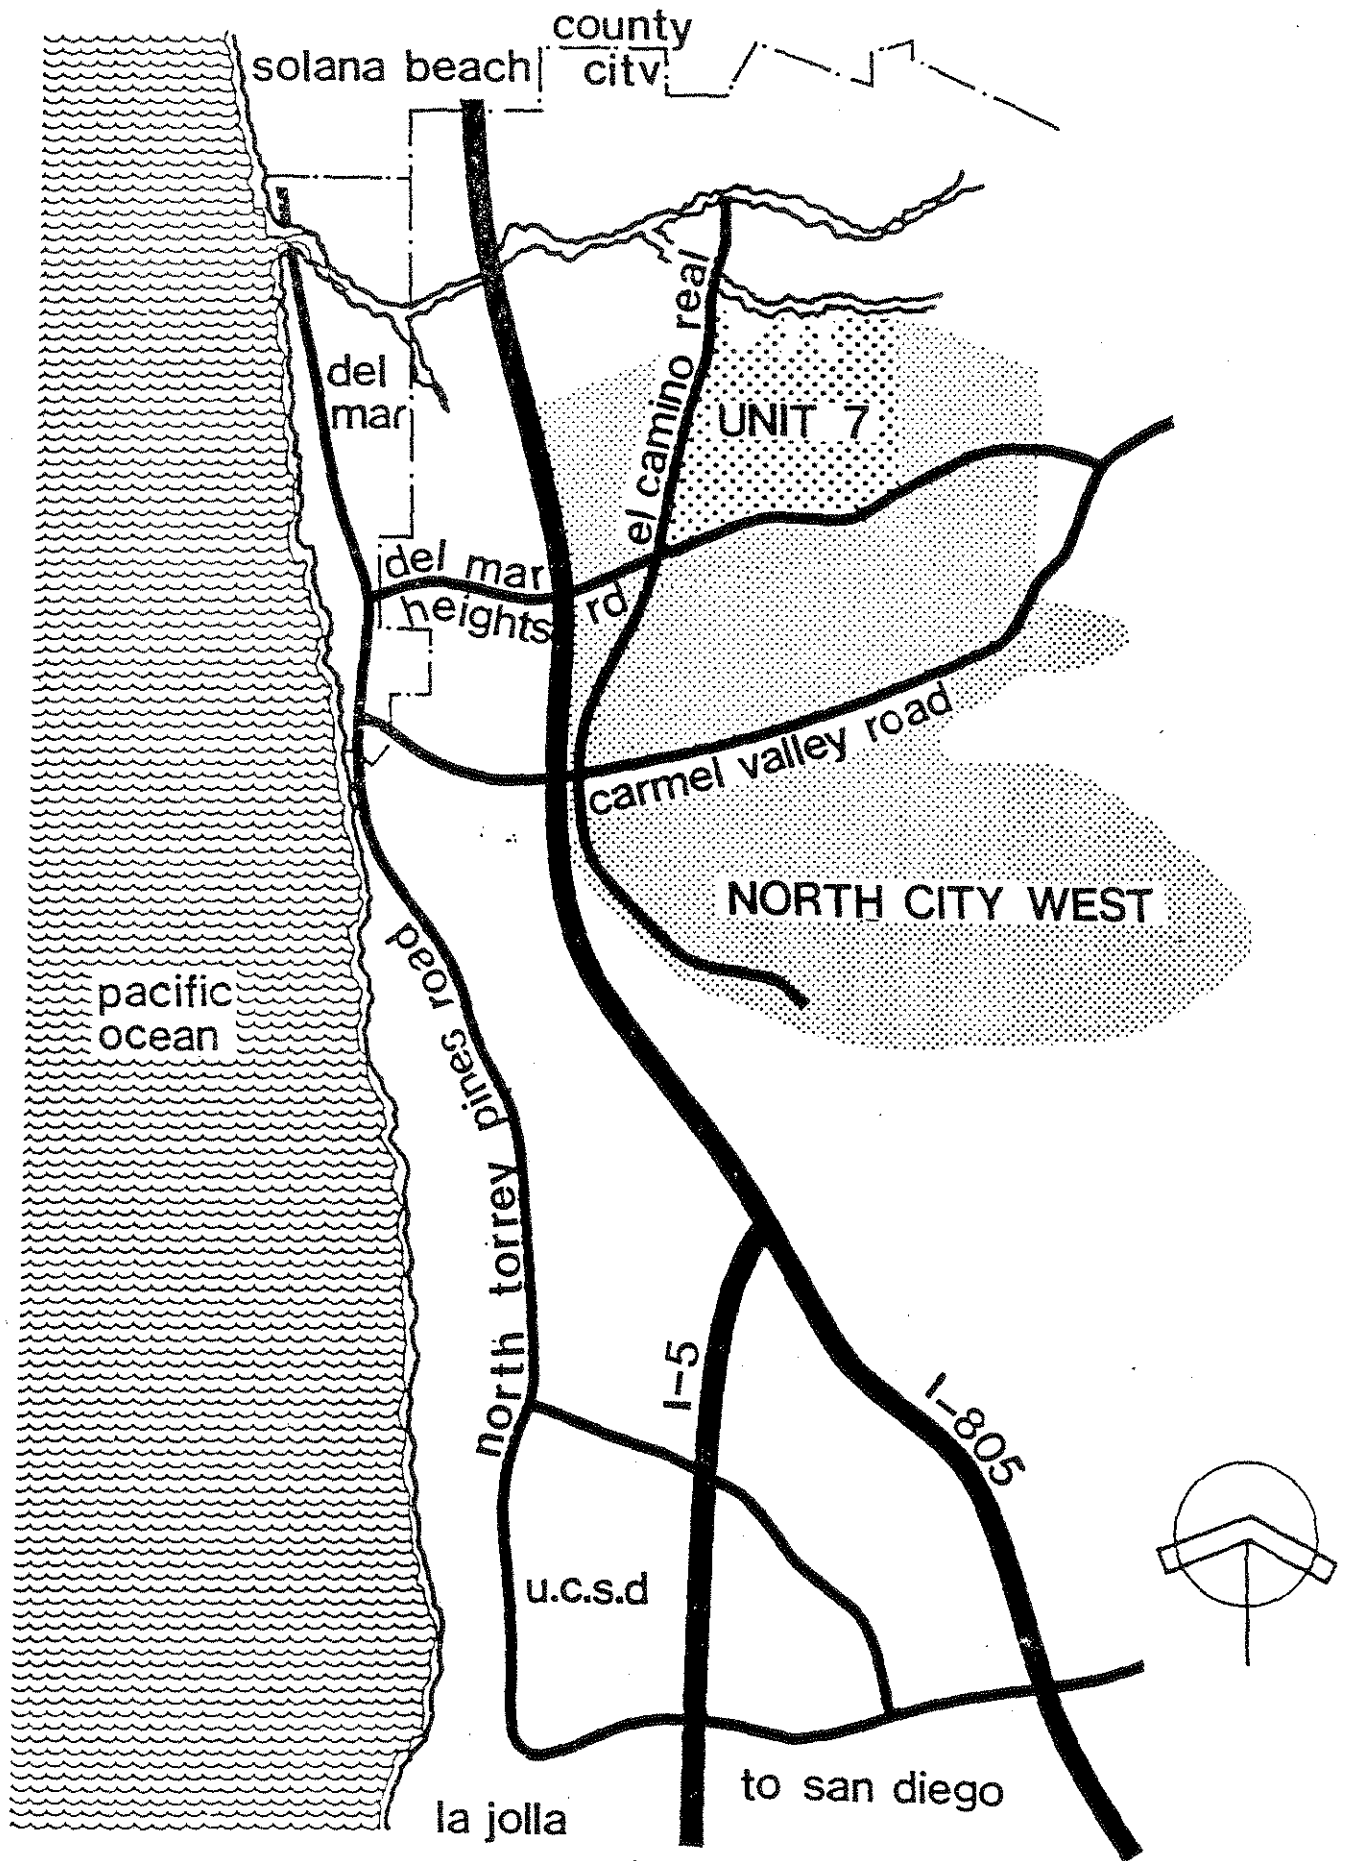 county
solana beach
city
el camino real
del
mar
UNIT 7
del mar
heights rd
carmel valley road
NORTH CITY WEST
pacific
ocean
north torrey pines road
I-5
I-805
u.c.s.d
to san diego
la jolla